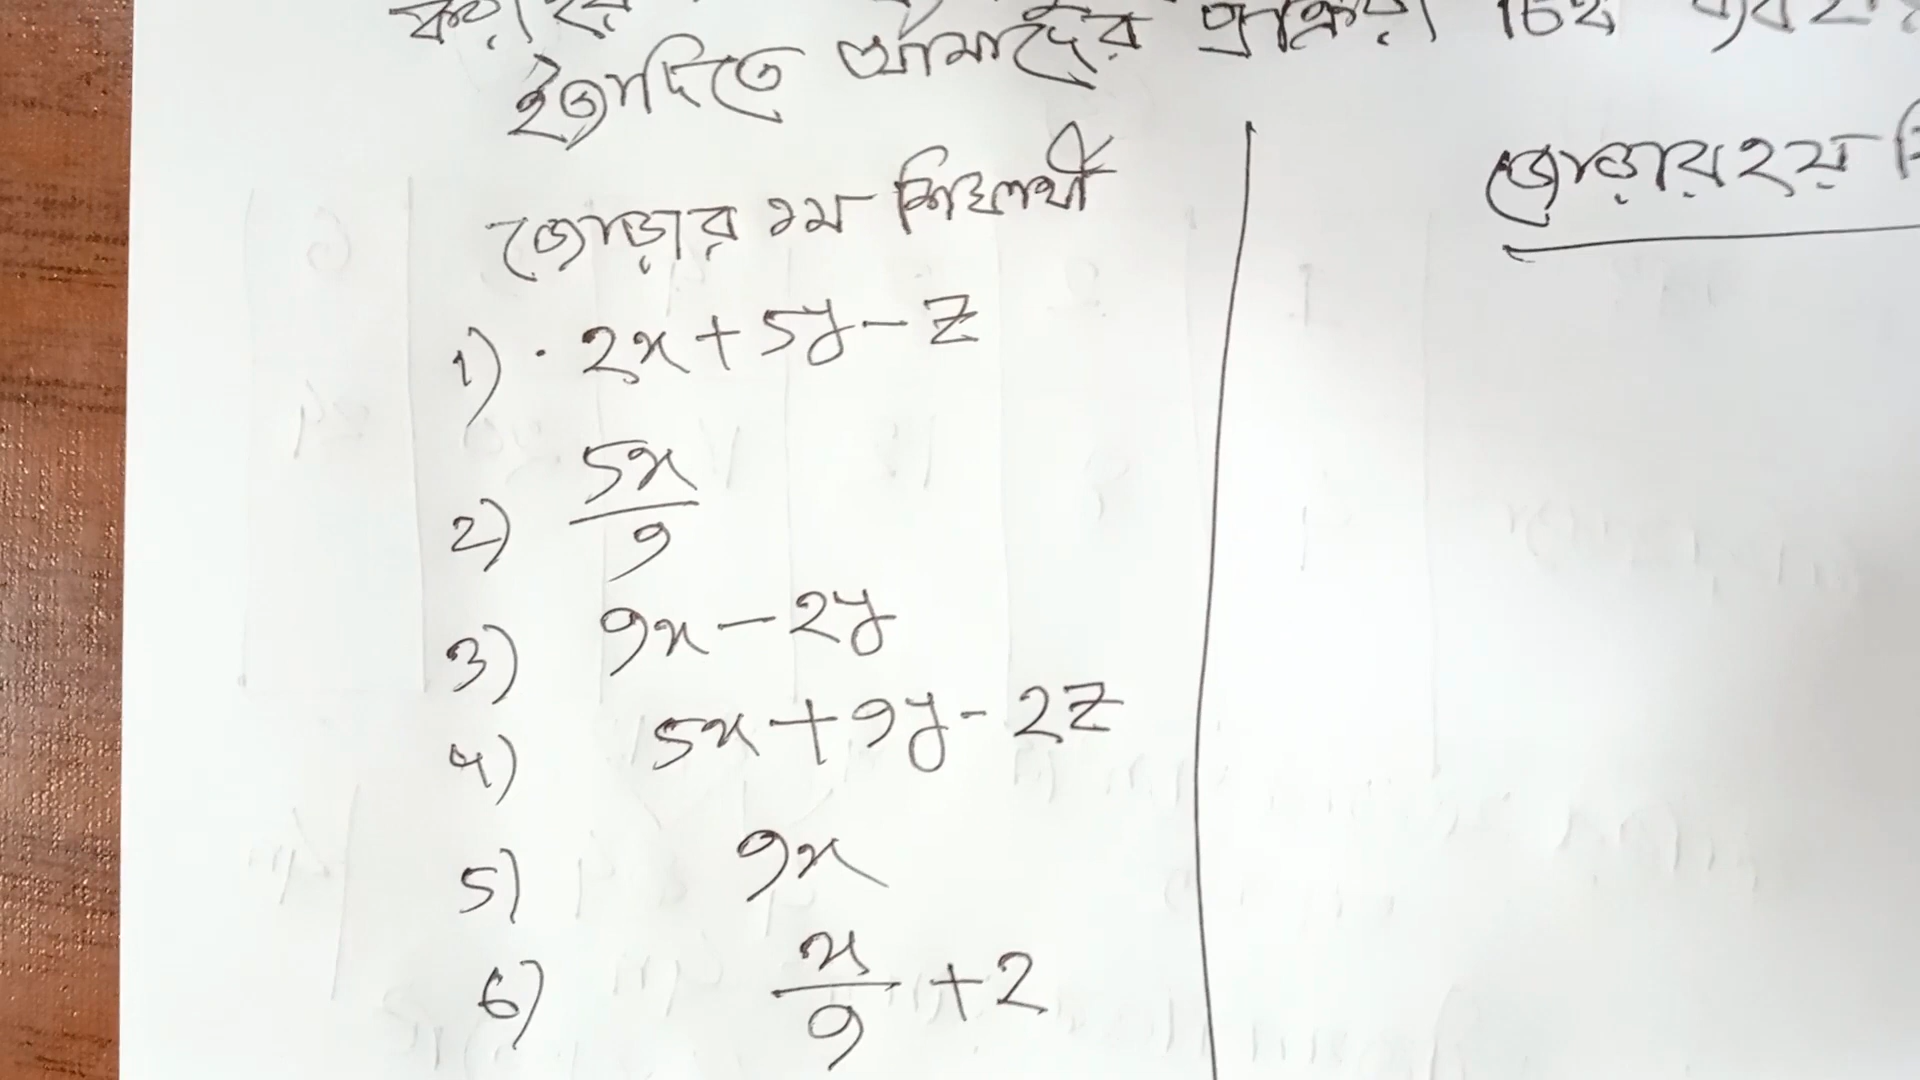 ইত্যাদিতে আমাদের প্রক্রিয়া চিহ্ন
জোড়ার ১ম শিক্ষার্থী
জোড়ার ২য়
1) · 2x + 5y - z
2) 5x/9
3) 9x - 2y
4) 5x + 9y - 2z
5) 9x
6) x/9 + 2